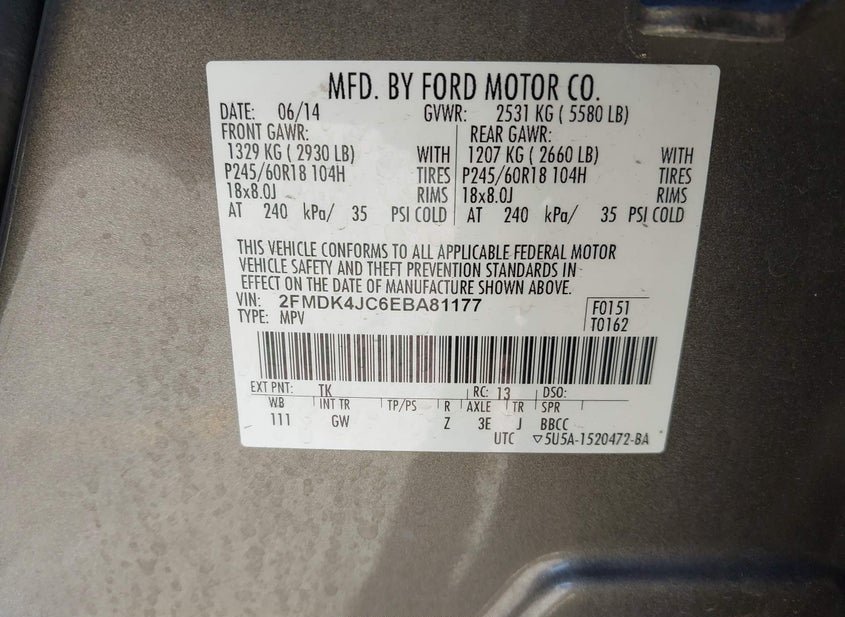 MFD. BY FORD MOTOR CO.
DATE: 06/14 GVWR: 2531 KG ( 5580 LB)
FRONT GAWR: REAR GAWR:
1329 KG ( 2930 LB) WITH 1207 KG ( 2660 LB) WITH
P245/60R18 104H TIRES P245/60R18 104H TIRES
18x8.0J RIMS 18x8.0J RIMS
AT 240 kPa/ 35 PSI COLD AT 240 kPa/ 35 PSI COLD
THIS VEHICLE CONFORMS TO ALL APPLICABLE FEDERAL MOTOR
VEHICLE SAFETY AND THEFT PREVENTION STANDARDS IN
EFFECT ON THE DATE OF MANUFACTURE SHOWN ABOVE.
VIN: 2FMDK4JC6EBA81177 F0151
TYPE: MPV T0162
EXT PNT: TK RC: 13 DSO:
WB INT TR TP/PS R AXLE TR SPR
111 GW Z 3E J BBCC
UTC ▽5U5A-1520472-BA